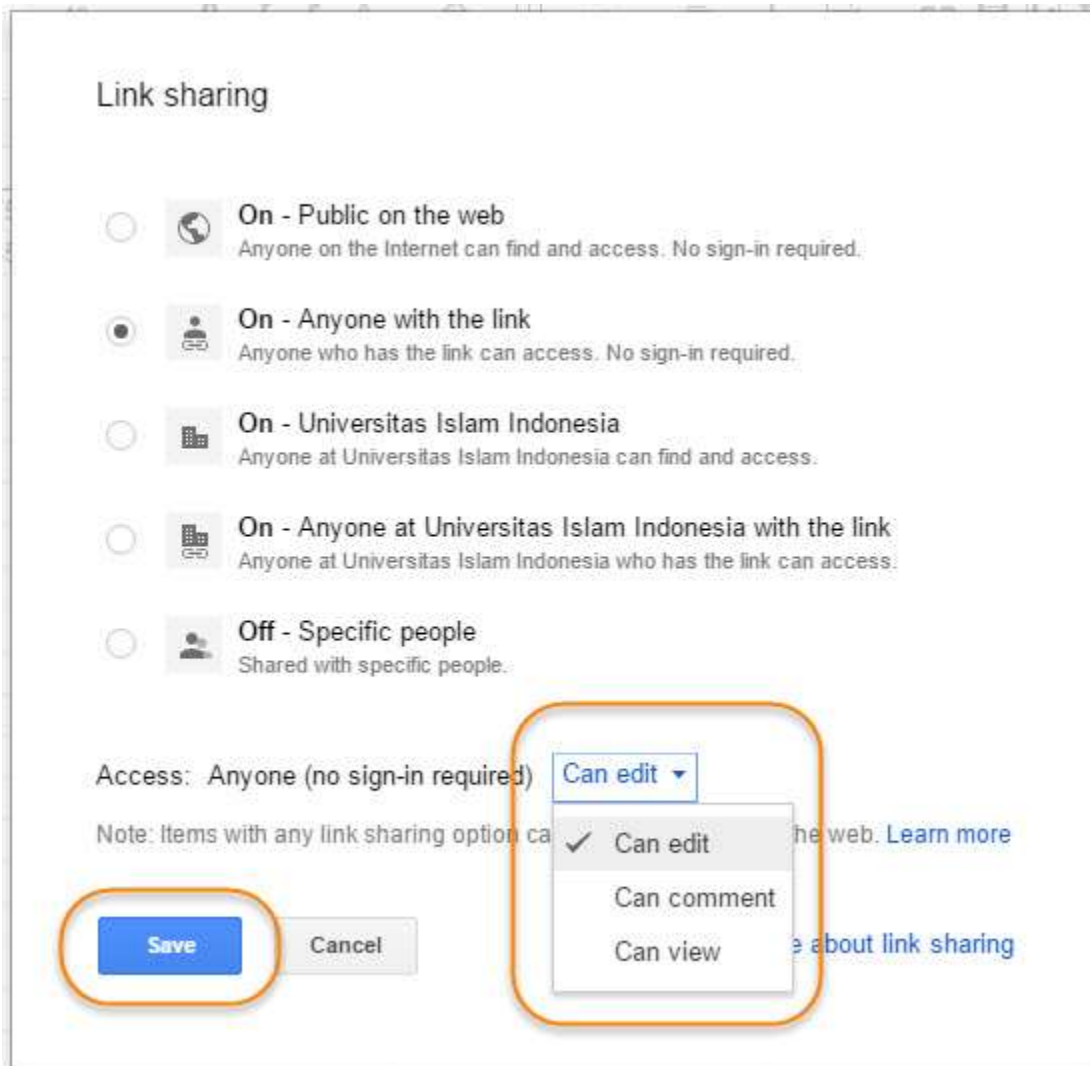 Link sharing
On - Public on the web
Anyone on the Internet can find and access. No sign-in required.
On - Anyone with the link
Anyone who has the link can access. No sign-in required.
On - Universitas Islam Indonesia
Anyone at Universitas Islam Indonesia can find and access.
On - Anyone at Universitas Islam Indonesia with the link
Anyone at Universitas Islam Indonesia who has the link can access.
Off - Specific people
Shared with specific people.
Access: Anyone (no sign-in required) Can edit
Note: Items with any link sharing option he web. Learn more
Can edit
Can comment
Can view
Save Cancel about link sharing